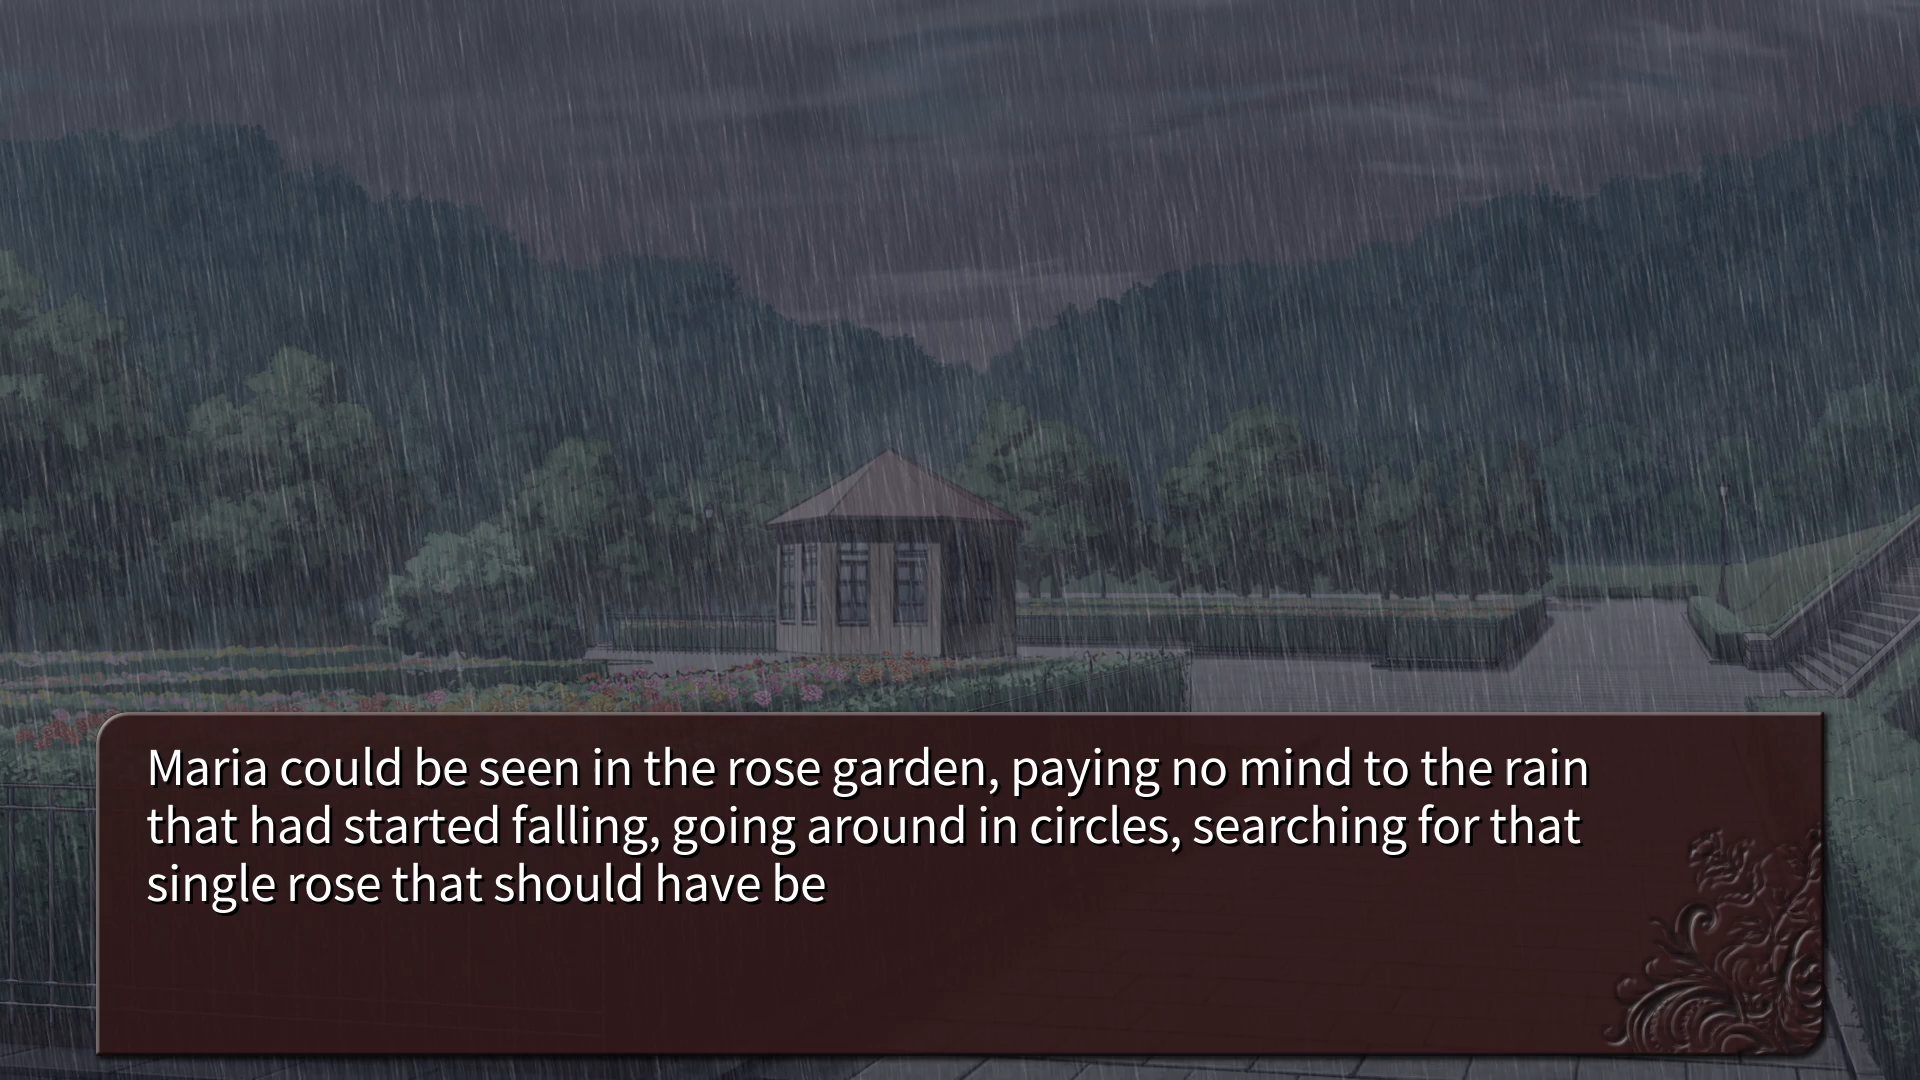 Maria could be seen in the rose garden, paying no mind to the rain
that had started falling, going around in circles, searching for that
single rose that should have be